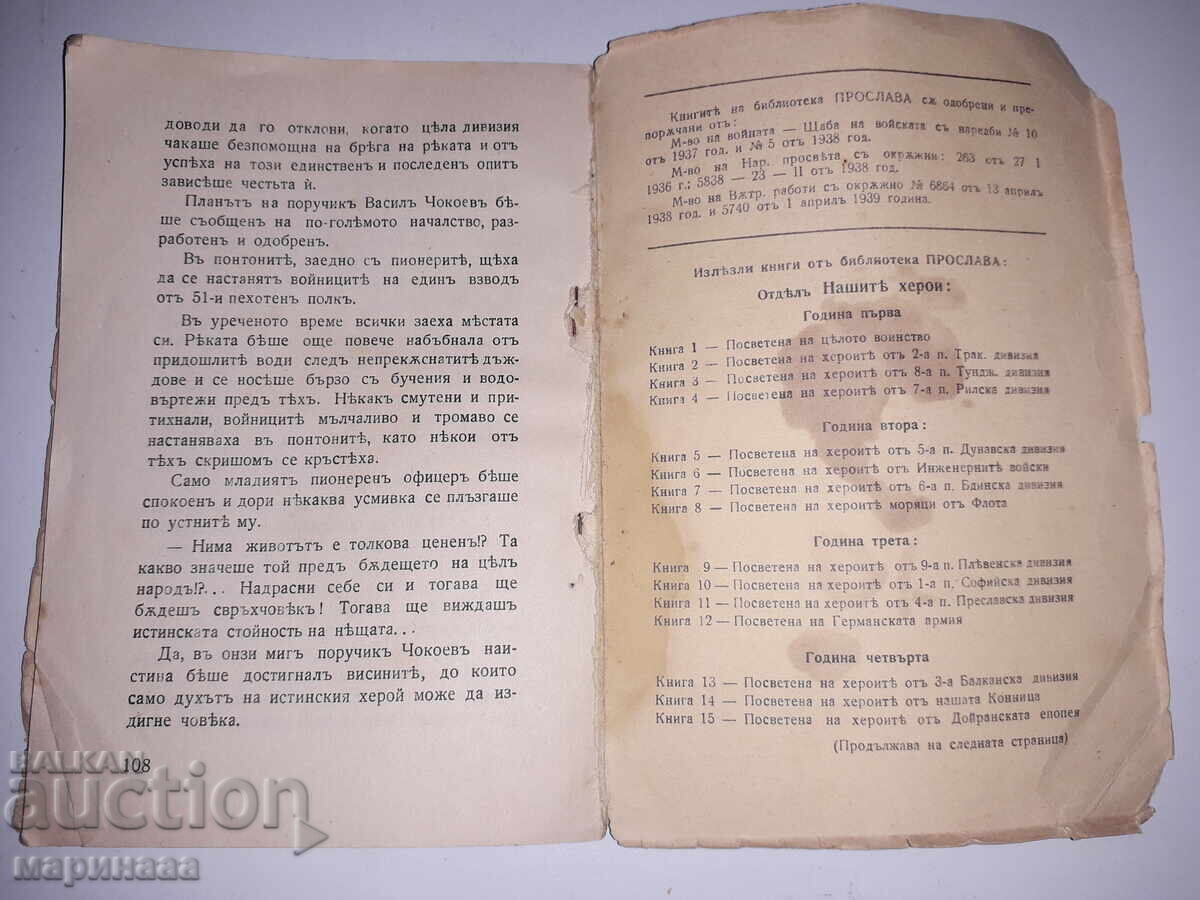 доводи да го отклони, когато цѣла дивизия
чакаше безпомощна на брѣга на рѣката и отъ
успѣха на този единственъ и последенъ опитъ
зависѣше честьта ѝ.
Планътъ на поручикъ Василъ Чокоевъ бѣ-
ше съобщенъ на по-голѣмото началство, раз-
работенъ и одобренъ.
Въ понтонитѣ, заедно съ пионеритѣ, щѣха
да се настанятъ войницитѣ на единъ взводъ
отъ 51-и пехотенъ полкъ.
Въ уреченото време всички заеха мѣстата
си. Рѣката бѣше още повече набъбнала отъ
придошлитѣ води следъ непрекѫснатитѣ дъж-
дове и се носѣше бързо съ бучения и водо-
въртежи предъ тѣхъ. Нѣкакъ смутени и при-
тихнали, войницитѣ мълчаливо и тромаво се
настаняваха въ понтонитѣ, като нѣкои отъ
тѣхъ скришомъ се кръстѣха.
Само младиятъ пионеренъ офицеръ бѣше
спокоенъ и дори нѣкаква усмивка се плъзгаше
по устнитѣ му.
— Нима животътъ е толкова цененъ!? Та
какво значеше той предъ бѫдещето на цѣлъ
народъ!?... Надрасни себе си и тогава ще
бѫдешъ свръхчовѣкъ! Тогава ще виждашъ
истинската стойность на нѣщата...
Да, въ онзи мигъ поручикъ Чокоевъ наи-
стина бѣше достигналъ висинитѣ, до които
само духътъ на истинския херой може да из-
дигне човѣка.
108
Книгитѣ на библиотека ПРОСЛАВА сѫ одобрени и пре-
порѫчани отъ:
М-во на войната — Щаба на войската съ наредби № 10
отъ 1937 год. и № 5 отъ 1938 год.
М-во на Нар. просвѣта, съ окрѫжни: 263 отъ 27 1
1936 г.; 5838 — 23 — II отъ 1938 год.
М-во на Вѫтр. работи съ окрѫжно № 6864 отъ 13 априлъ
1938 год. и 5740 отъ 1 априлъ 1939 година.
Излѣзли книги отъ библиотека ПРОСЛАВА:
Отдѣлъ Нашитѣ херои:
Година първа
Книга 1 — Посветена на цѣлото воинство
Книга 2 — Посветена на хероитѣ отъ 2-а п. Трак. дивизия
Книга 3 — Посветена на хероитѣ отъ 8-а п. Тундж. дивизия
Книга 4 — Посветена на хероитѣ отъ 7-а п. Рилска дивизия
Година втора:
Книга 5 — Посветена на хероитѣ отъ 5-а п. Дунавска дивизия
Книга 6 — Посветена на хероитѣ отъ Инженернитѣ войски
Книга 7 — Посветена на хероитѣ отъ 6-а п. Бдинска дивизия
Книга 8 — Посветена на хероитѣ моряци отъ Флота
Година трета:
Книга 9 — Посветена на хероитѣ отъ 9-а п. Плѣвенска дивизия
Книга 10 — Посветена на хероитѣ отъ 1-а п. Софийска дивизия
Книга 11 — Посветена на хероитѣ отъ 4-а п. Преславска дивизия
Книга 12 — Посветена на Германската армия
Година четвърта
Книга 13 — Посветена на хероитѣ отъ 3-а Балканска дивизия
Книга 14 — Посветена на хероитѣ отъ нашата Конница
Книга 15 — Посветена на хероитѣ отъ Дойранската епопея
(Продължава на следната страница)
BALKAN
auction
маринааа